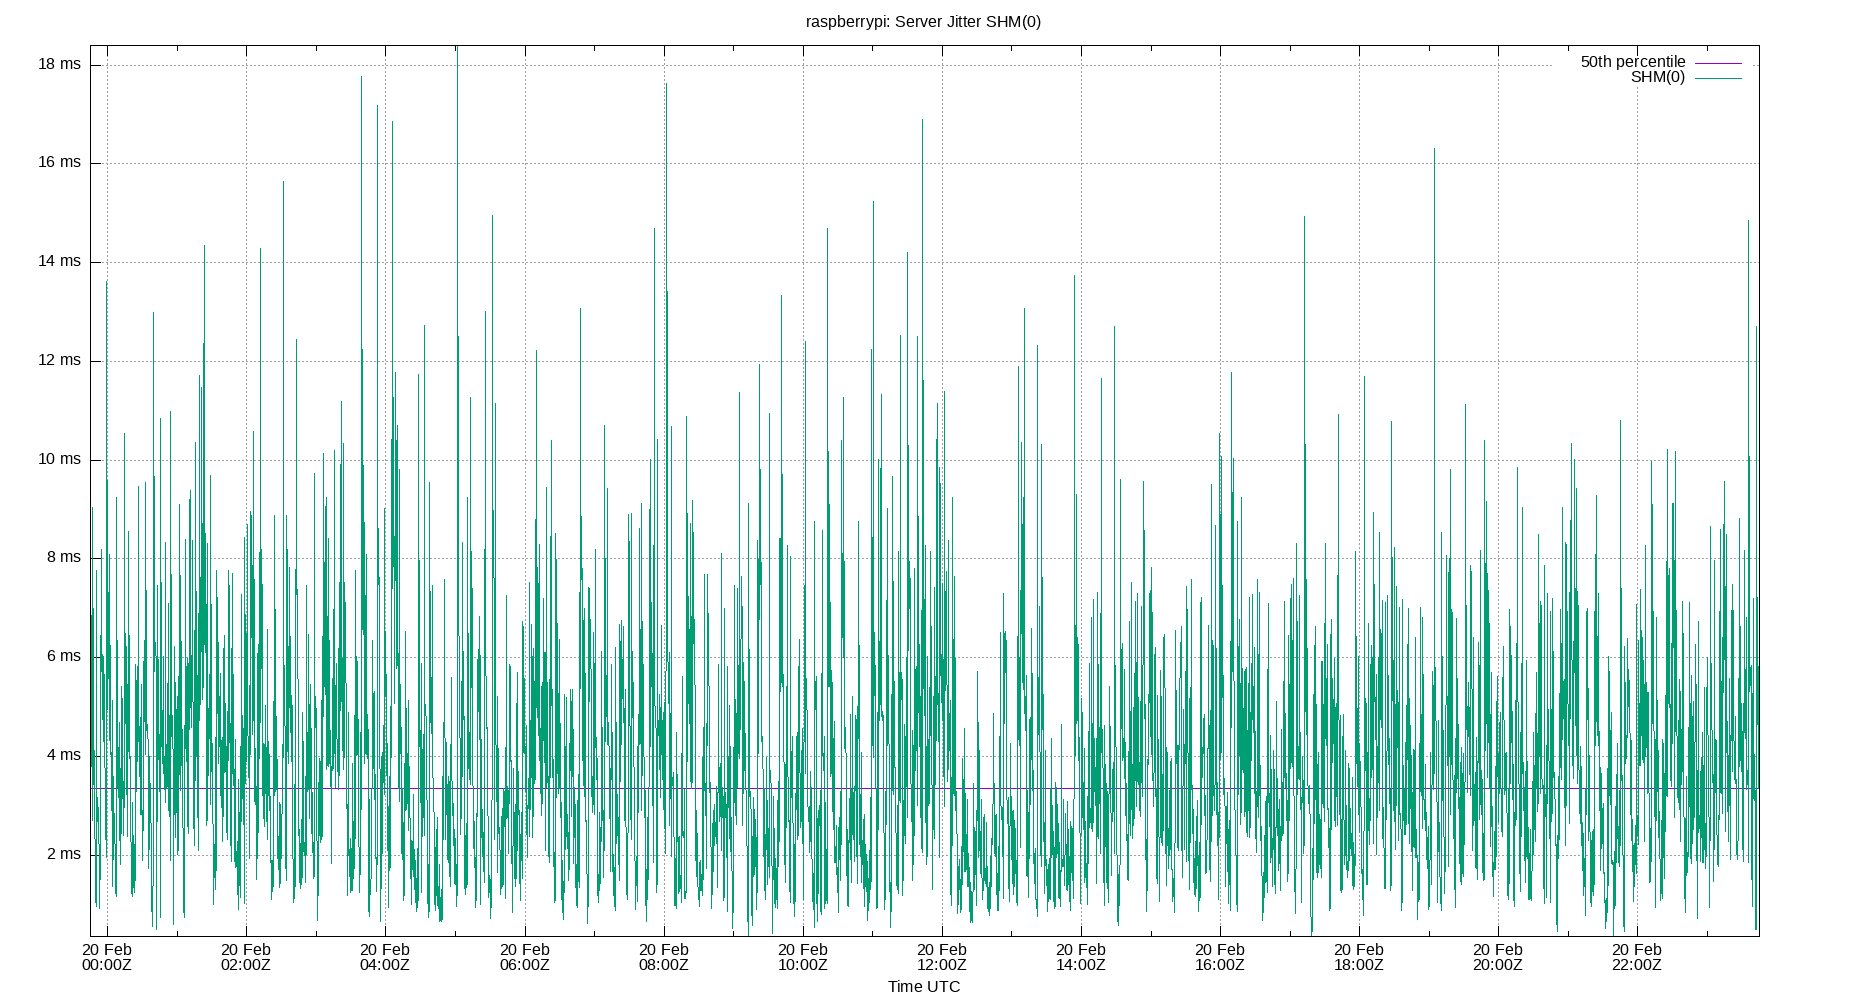 raspberrypi: Server Jitter SHM(0)
50th percentile
SHM(0)
18 ms
16 ms
14 ms
12 ms
10 ms
8 ms
6 ms
4 ms
2 ms
20 Feb 20 Feb 20 Feb 20 Feb 20 Feb 20 Feb 20 Feb 20 Feb 20 Feb 20 Feb 20 Feb 20 Feb
00:00Z 02:00Z 04:00Z 06:00Z 08:00Z 10:00Z 12:00Z 14:00Z 16:00Z 18:00Z 20:00Z 22:00Z
Time UTC